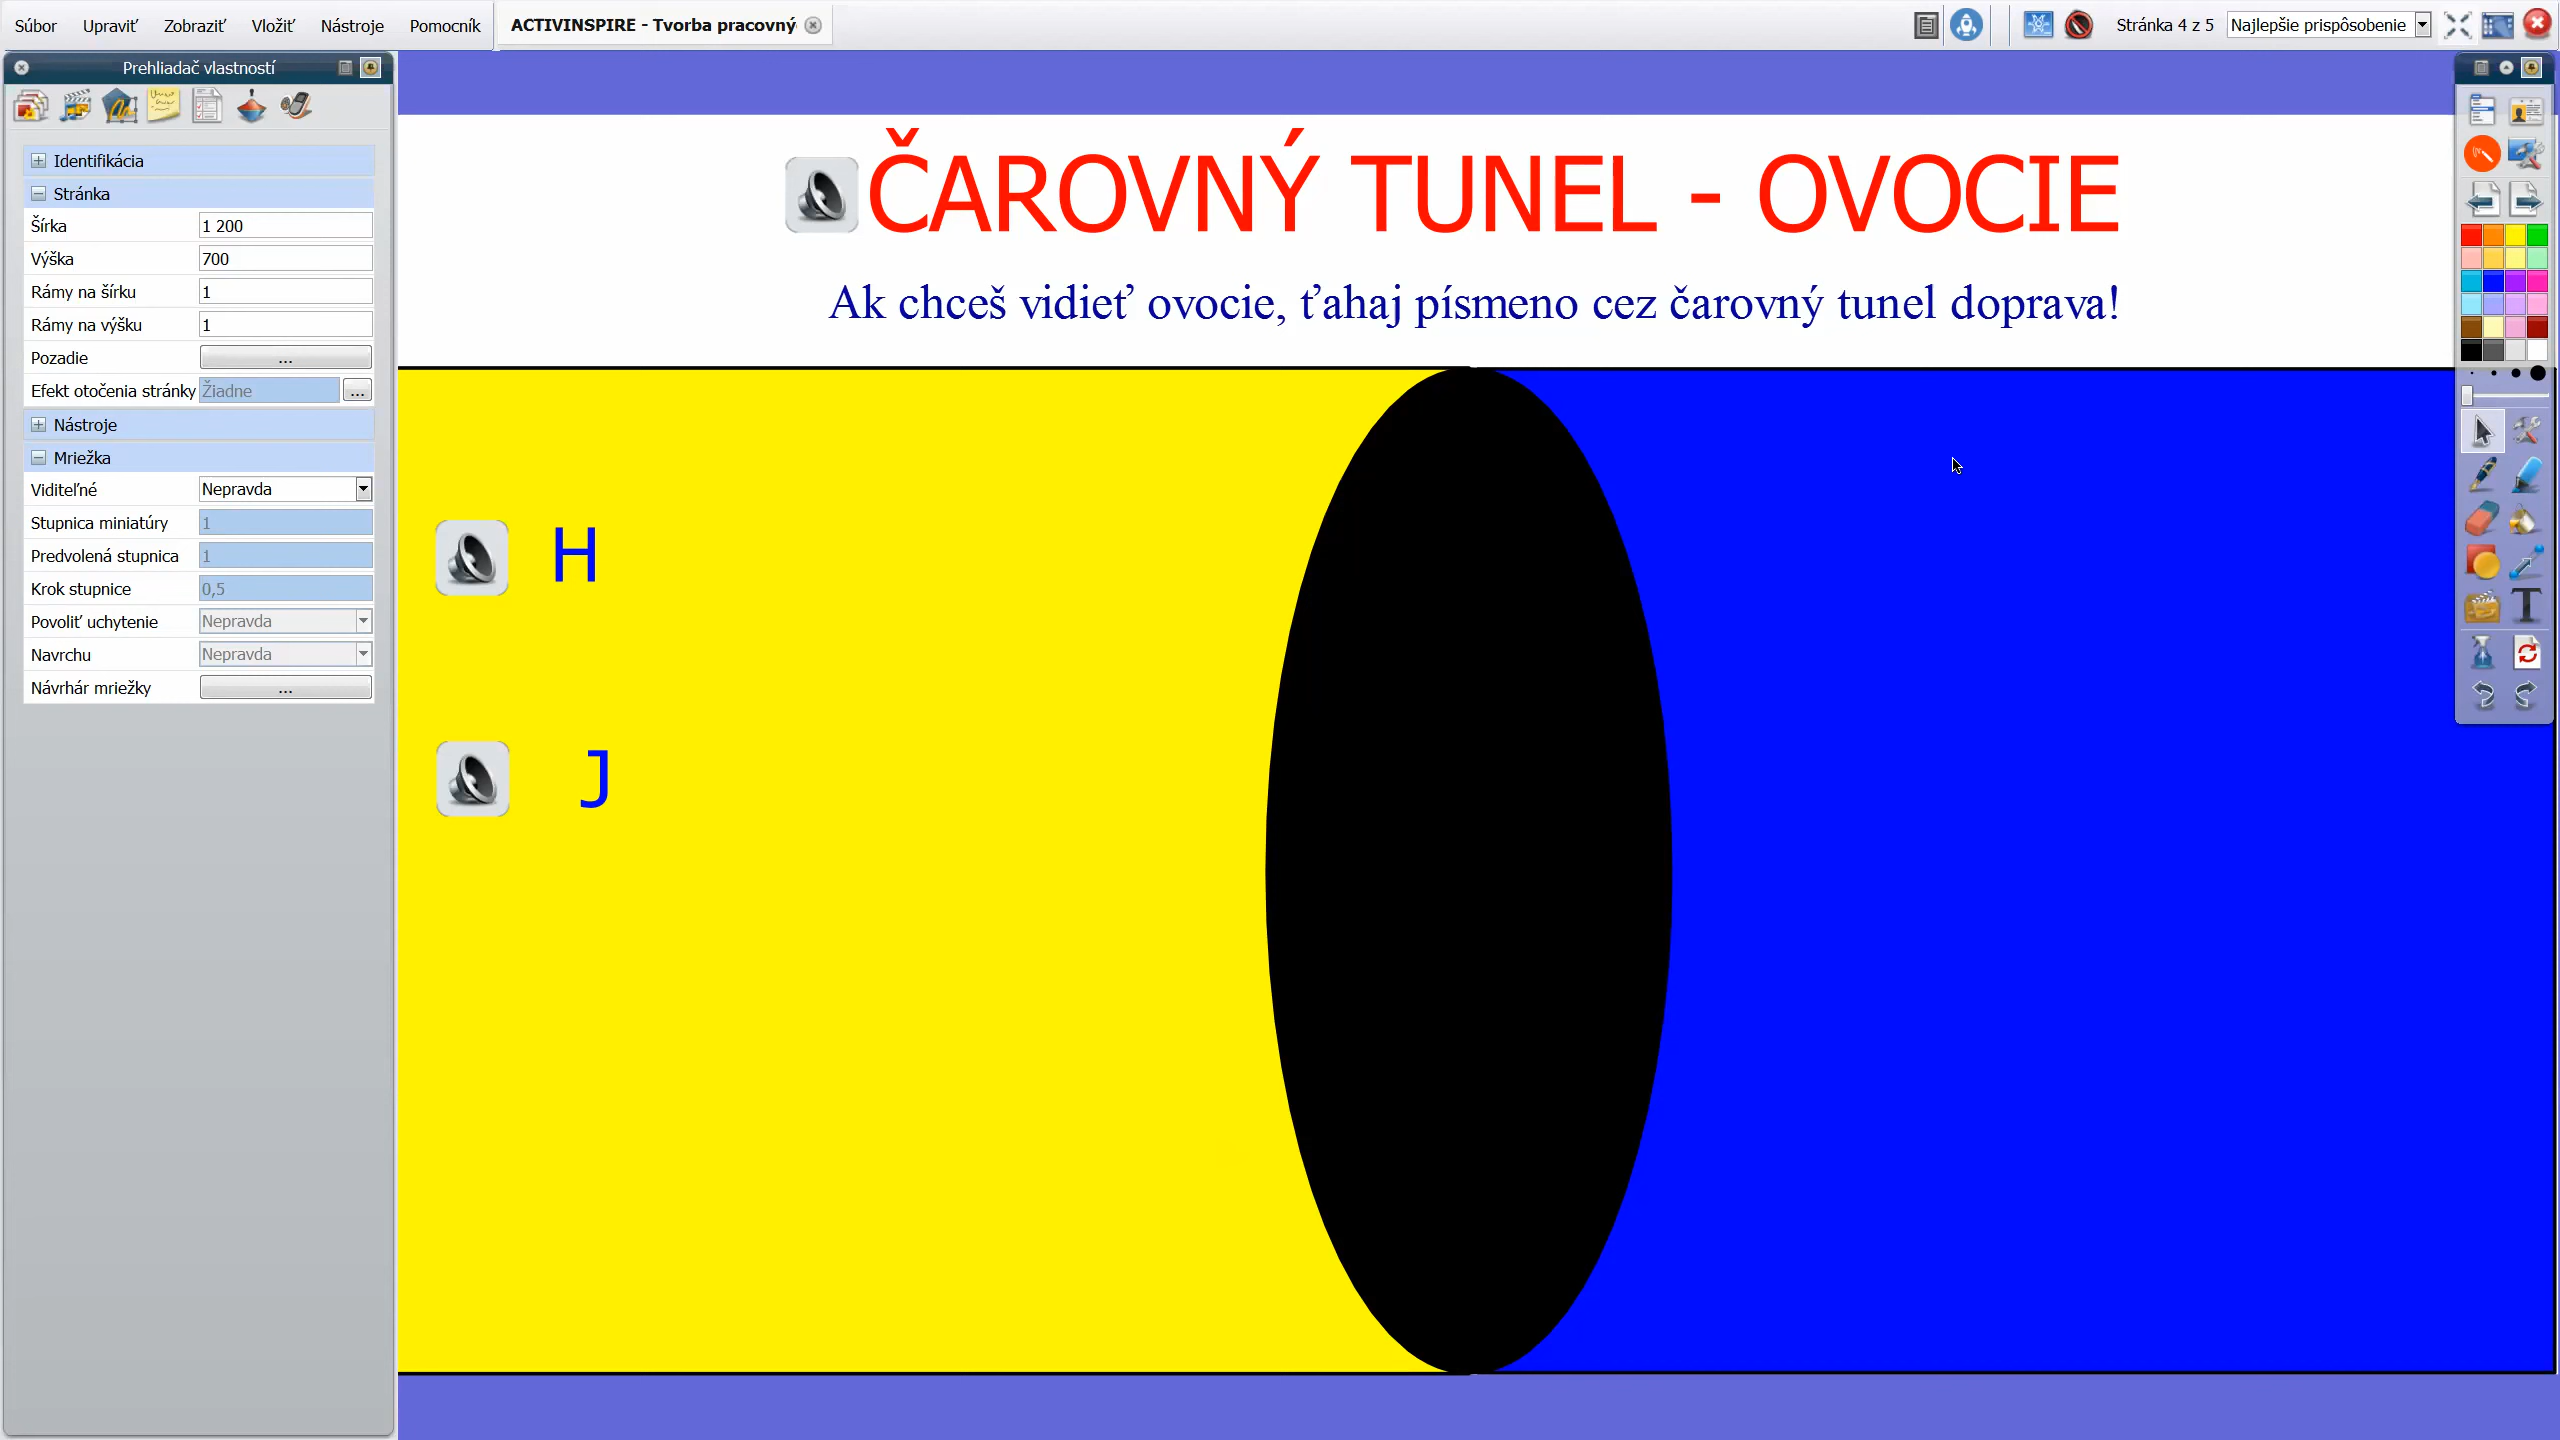 Súbor Upraviť Zobraziť Vložiť Nástroje Pomocník ACTIVINSPIRE - Tvorba pracovný Stránka 4 z 5 Najlepšie prispôsobenie
Prehliadač vlastností
Identifikácia
Stránka
Šírka 1 200
Výška 700
Rámy na šírku 1
Rámy na výšku 1
Pozadie ...
Efekt otočenia stránky Žiadne ...
Nástroje
Mriežka
Viditeľné Nepravda
Stupnica miniatúry 1
Predvolená stupnica 1
Krok stupnice 0,5
Povoliť uchytenie Nepravda
Navrchu Nepravda
Návrhár mriežky ...
ČAROVNÝ TUNEL - OVOCIE
Ak chceš vidieť ovocie, ťahaj písmeno cez čarovný tunel doprava!
H
J